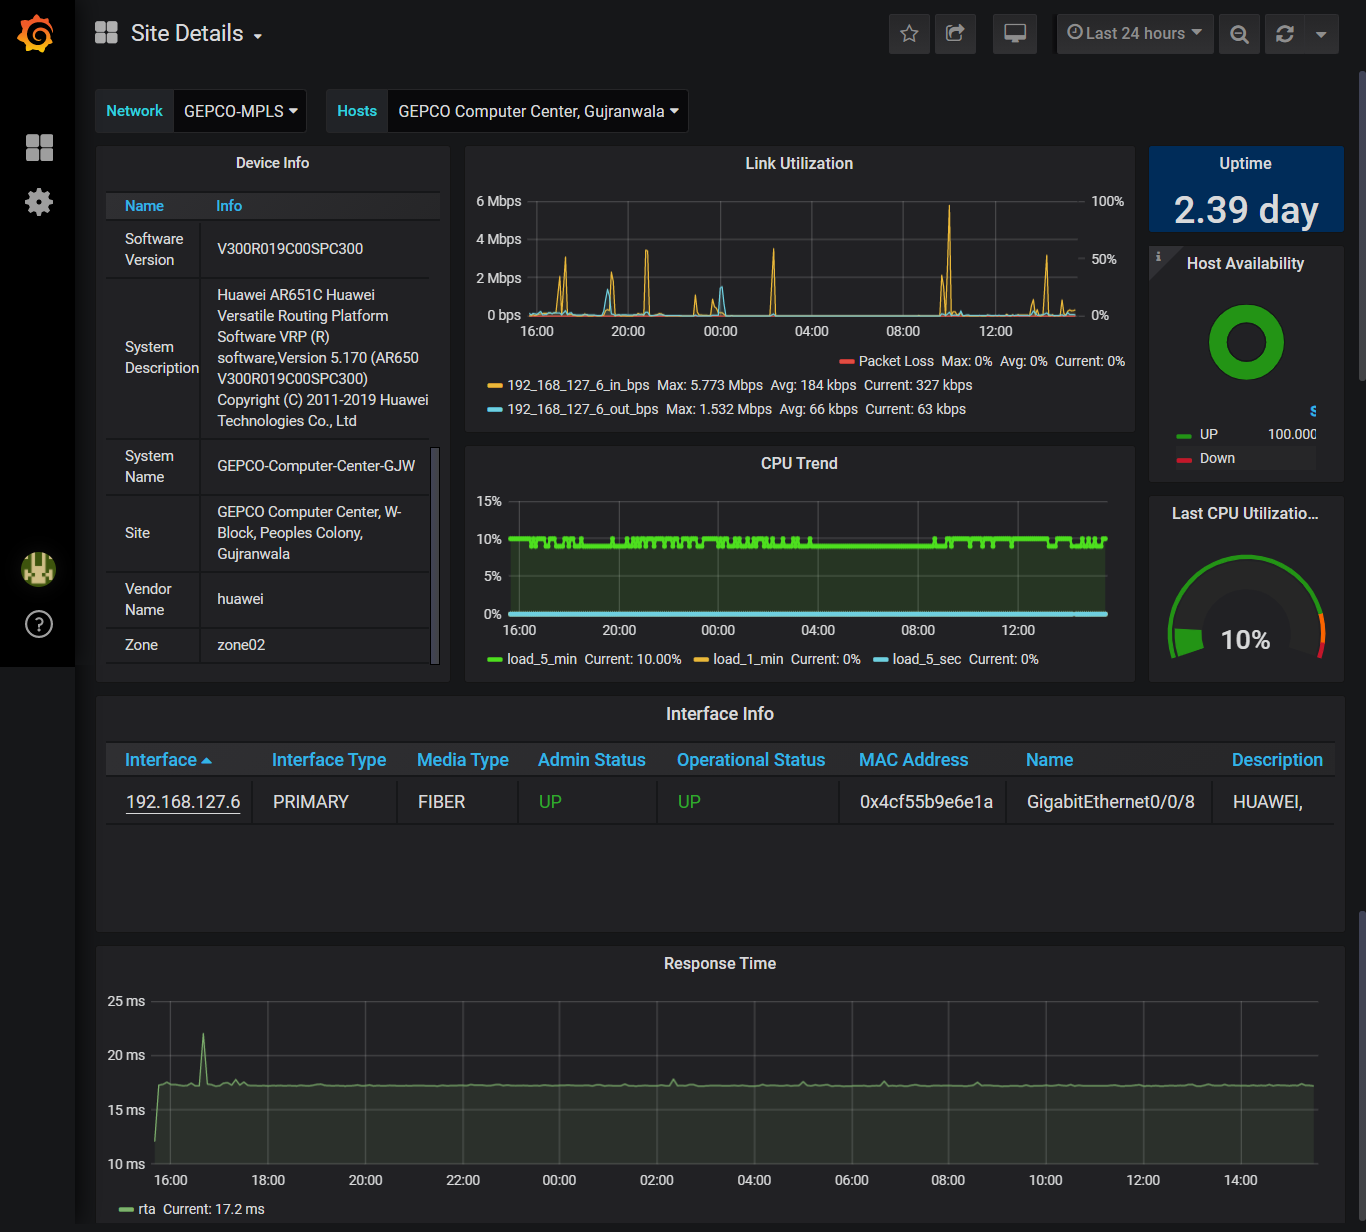 Site Details
Last 24 hours
Network
GEPCO-MPLS
Hosts
GEPCO Computer Center, Gujranwala
Device Info
Name Info
Software Version
V300R019C00SPC300
System Description
Huawei AR651C Huawei
Versatile Routing Platform
Software VRP (R)
software,Version 5.170 (AR650
V300R019C00SPC300)
Copyright (C) 2011-2019 Huawei
Technologies Co., Ltd
System Name
GEPCO-Computer-Center-GJW
Site
GEPCO Computer Center, W-
Block, Peoples Colony,
Gujranwala
Vendor Name
huawei
Zone
zone02
Link Utilization
6 Mbps
4 Mbps
2 Mbps
0 bps
100%
50%
0%
16:00 20:00 00:00 04:00 08:00 12:00
Packet Loss Max: 0% Avg: 0% Current: 0%
192_168_127_6_in_bps Max: 5.773 Mbps Avg: 184 kbps Current: 327 kbps
192_168_127_6_out_bps Max: 1.532 Mbps Avg: 66 kbps Current: 63 kbps
CPU Trend
15%
10%
5%
0%
16:00 20:00 00:00 04:00 08:00 12:00
load_5_min Current: 10.00% load_1_min Current: 0% load_5_sec Current: 0%
Uptime
2.39 day
i
Host Availability
UP 100.000
Down
Last CPU Utilizatio...
10%
?
Interface Info
Interface Interface Type Media Type Admin Status Operational Status MAC Address Name Description
192.168.127.6 PRIMARY FIBER UP UP 0x4cf55b9e6e1a GigabitEthernet0/0/8 HUAWEI,
Response Time
25 ms
20 ms
15 ms
10 ms
16:00 18:00 20:00 22:00 00:00 02:00 04:00 06:00 08:00 10:00 12:00 14:00
rta Current: 17.2 ms